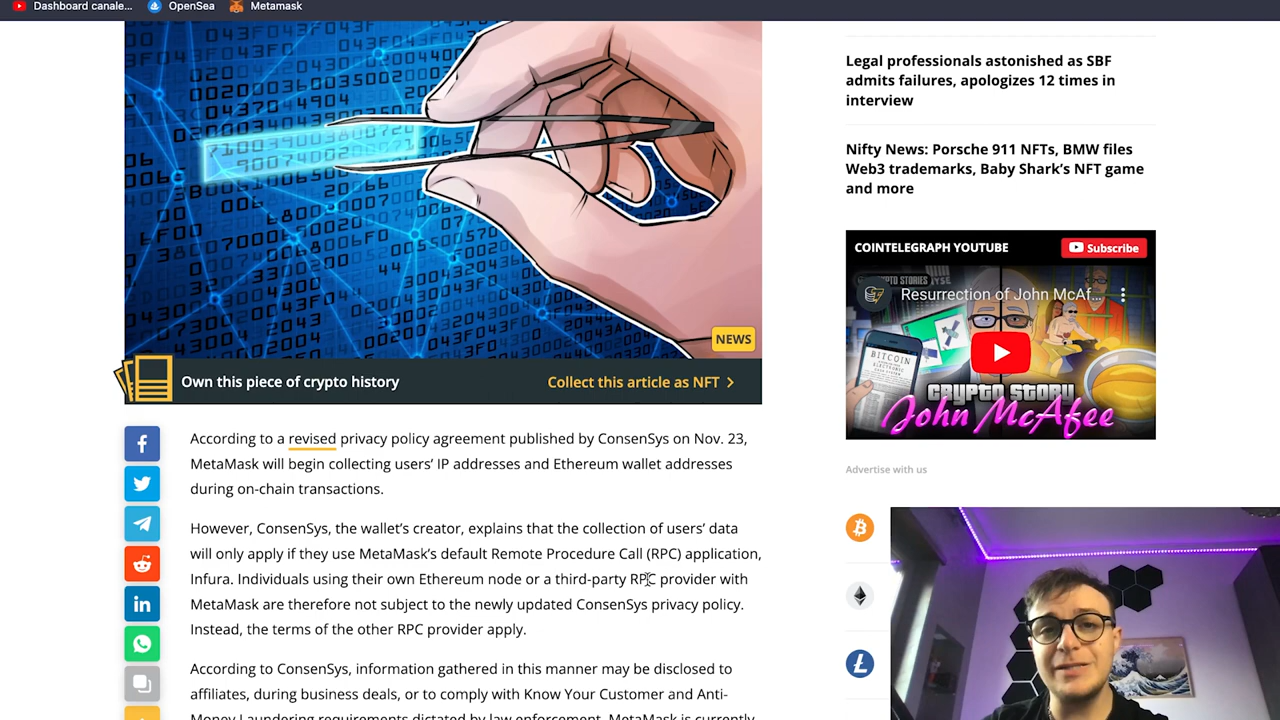 Dashboard canale...
OpenSea
Metamask
NEWS
Own this piece of crypto history
Collect this article as NFT >
According to a revised privacy policy agreement published by ConsenSys on Nov. 23,
MetaMask will begin collecting users’ IP addresses and Ethereum wallet addresses
during on-chain transactions.
However, ConsenSys, the wallet’s creator, explains that the collection of users’ data
will only apply if they use MetaMask’s default Remote Procedure Call (RPC) application,
Infura. Individuals using their own Ethereum node or a third-party RPC provider with
MetaMask are therefore not subject to the newly updated ConsenSys privacy policy.
Instead, the terms of the other RPC provider apply.
According to ConsenSys, information gathered in this manner may be disclosed to
affiliates, during business deals, or to comply with Know Your Customer and Anti-
Money Laundering requirements dictated by law enforcement. MetaMask is currently
Legal professionals astonished as SBF
admits failures, apologizes 12 times in
interview
Nifty News: Porsche 911 NFTs, BMW files
Web3 trademarks, Baby Shark’s NFT game
and more
COINTELEGRAPH YOUTUBE
Subscribe
Resurrection of John McAf...
BITCOIN
CRYPTO STORY
John McAfee
Advertise with us